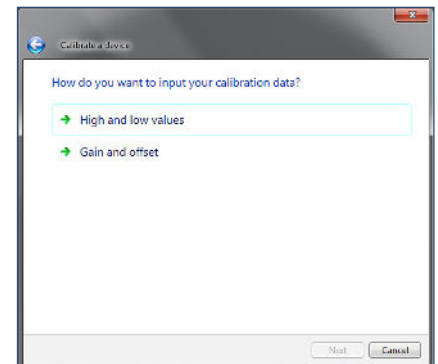 Calibrate a device
How do you want to input your calibration data?
High and low values
Gain and offset
Next
Cancel